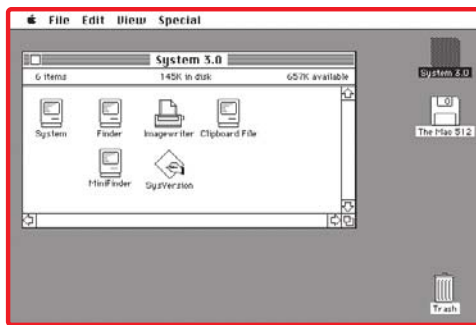 File Edit View Special
System 3.0
6 items 145K in disk 657K available
System Finder Imagewriter Clipboard File
MiniFinder SysVersion
System 3.0
The Mac 512
Trash